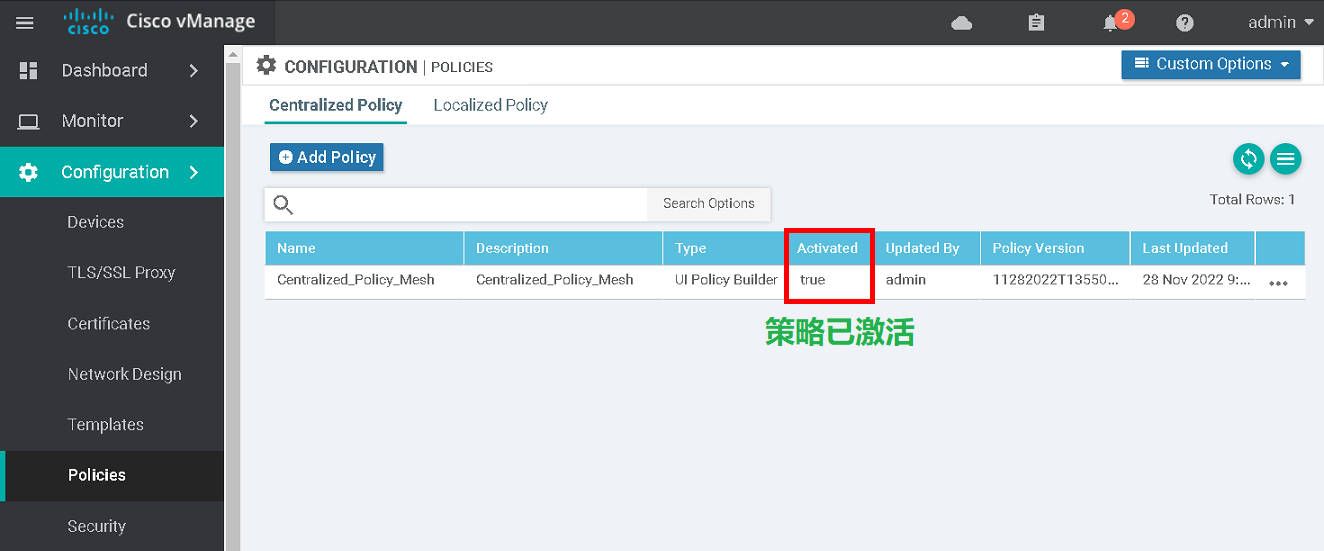 cisco Cisco vManage
2
admin
Dashboard
Monitor
Configuration
Devices
TLS/SSL Proxy
Certificates
Network Design
Templates
Policies
Security
CONFIGURATION | POLICIES
Custom Options
Centralized Policy Localized Policy
Add Policy
Search Options
Total Rows: 1
Name Description Type Activated Updated By Policy Version Last Updated
Centralized_Policy_Mesh Centralized_Policy_Mesh UI Policy Builder true admin 11282022T13550... 28 Nov 2022 9:...
策略已激活